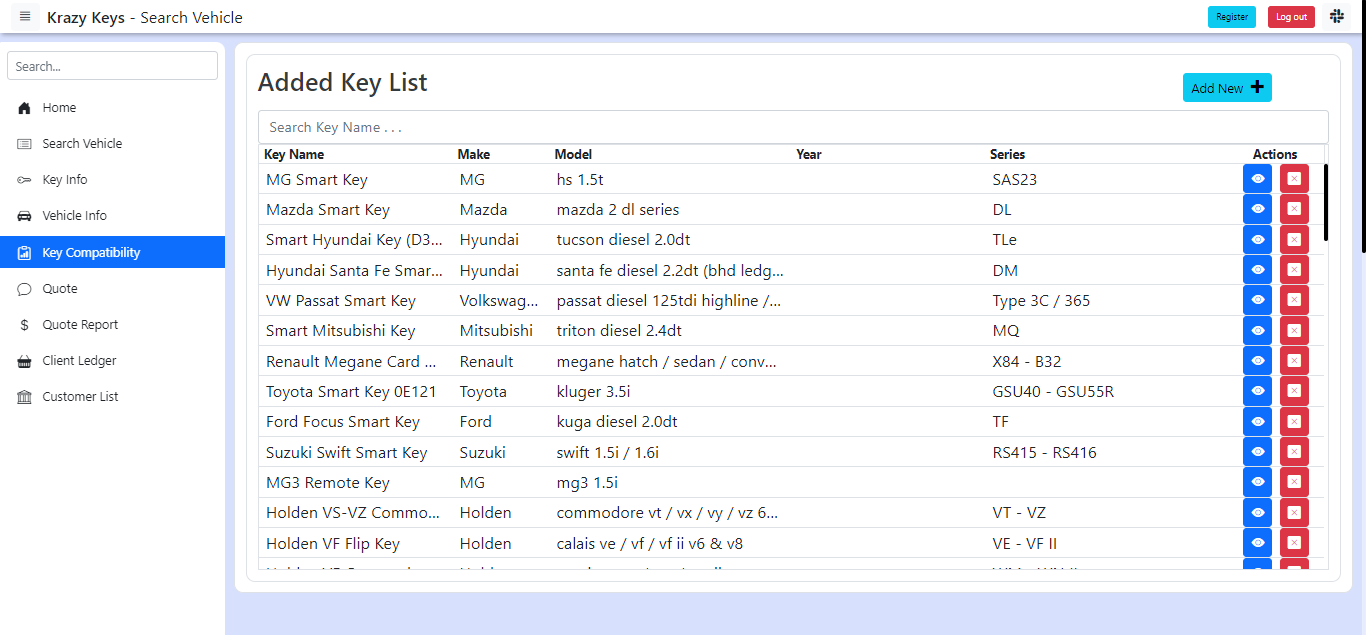 Krazy Keys - Search Vehicle
Register
Log out
Search...
Home
Search Vehicle
Key Info
Vehicle Info
Key Compatibility
Quote
Quote Report
Client Ledger
Customer List
Added Key List
Add New
Search Key Name . . .
Key Name Make Model Year Series Actions
MG Smart Key MG hs 1.5t SAS23
Mazda Smart Key Mazda mazda 2 dl series DL
Smart Hyundai Key (D3... Hyundai tucson diesel 2.0dt TLe
Hyundai Santa Fe Smar... Hyundai santa fe diesel 2.2dt (bhd ledg... DM
VW Passat Smart Key Volkswag... passat diesel 125tdi highline /... Type 3C / 365
Smart Mitsubishi Key Mitsubishi triton diesel 2.4dt MQ
Renault Megane Card ... Renault megane hatch / sedan / conv... X84 - B32
Toyota Smart Key 0E121 Toyota kluger 3.5i GSU40 - GSU55R
Ford Focus Smart Key Ford kuga diesel 2.0dt TF
Suzuki Swift Smart Key Suzuki swift 1.5i / 1.6i RS415 - RS416
MG3 Remote Key MG mg3 1.5i
Holden VS-VZ Commo... Holden commodore vt / vx / vy / vz 6... VT - VZ
Holden VF Flip Key Holden calais ve / vf / vf ii v6 & v8 VE - VF II